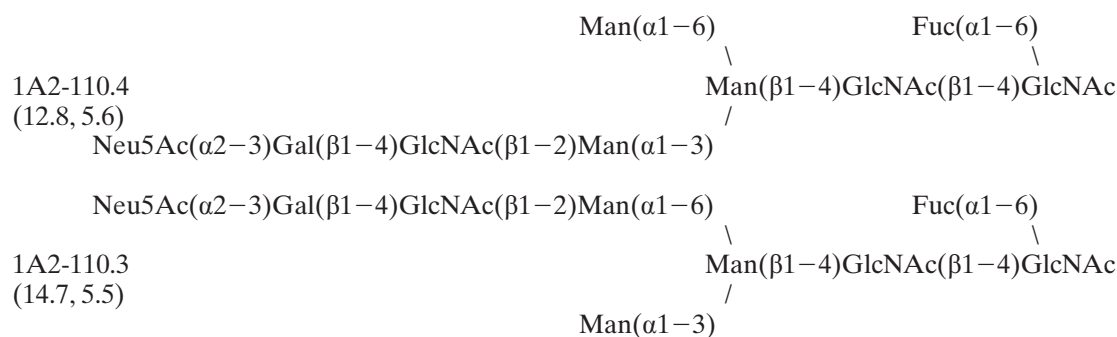 Man(α1−6) Fuc(α1−6)
\ \
1A2-110.4 Man(β1−4)GlcNAc(β1−4)GlcNAc
(12.8, 5.6) /
Neu5Ac(α2−3)Gal(β1−4)GlcNAc(β1−2)Man(α1−3)
Neu5Ac(α2−3)Gal(β1−4)GlcNAc(β1−2)Man(α1−6) Fuc(α1−6)
\ \
1A2-110.3 Man(β1−4)GlcNAc(β1−4)GlcNAc
(14.7, 5.5) /
Man(α1−3)